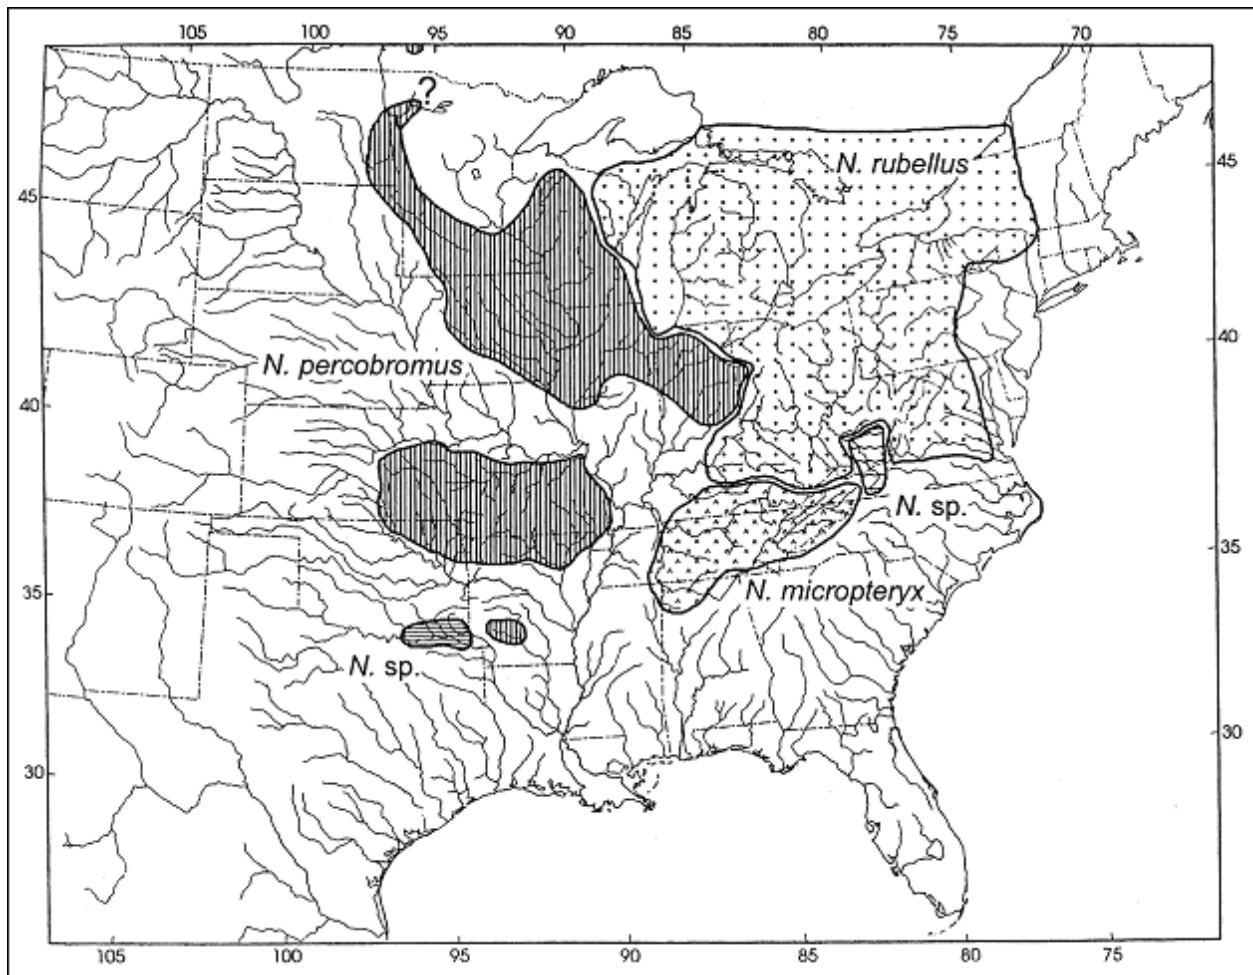 105 100 95 90 85 80 75 70
?
N. rubellus
45 45
N. percobromus
40 40
N. sp.
35 35
N. micropteryx
N. sp.
30 30
105 100 95 90 85 80 75